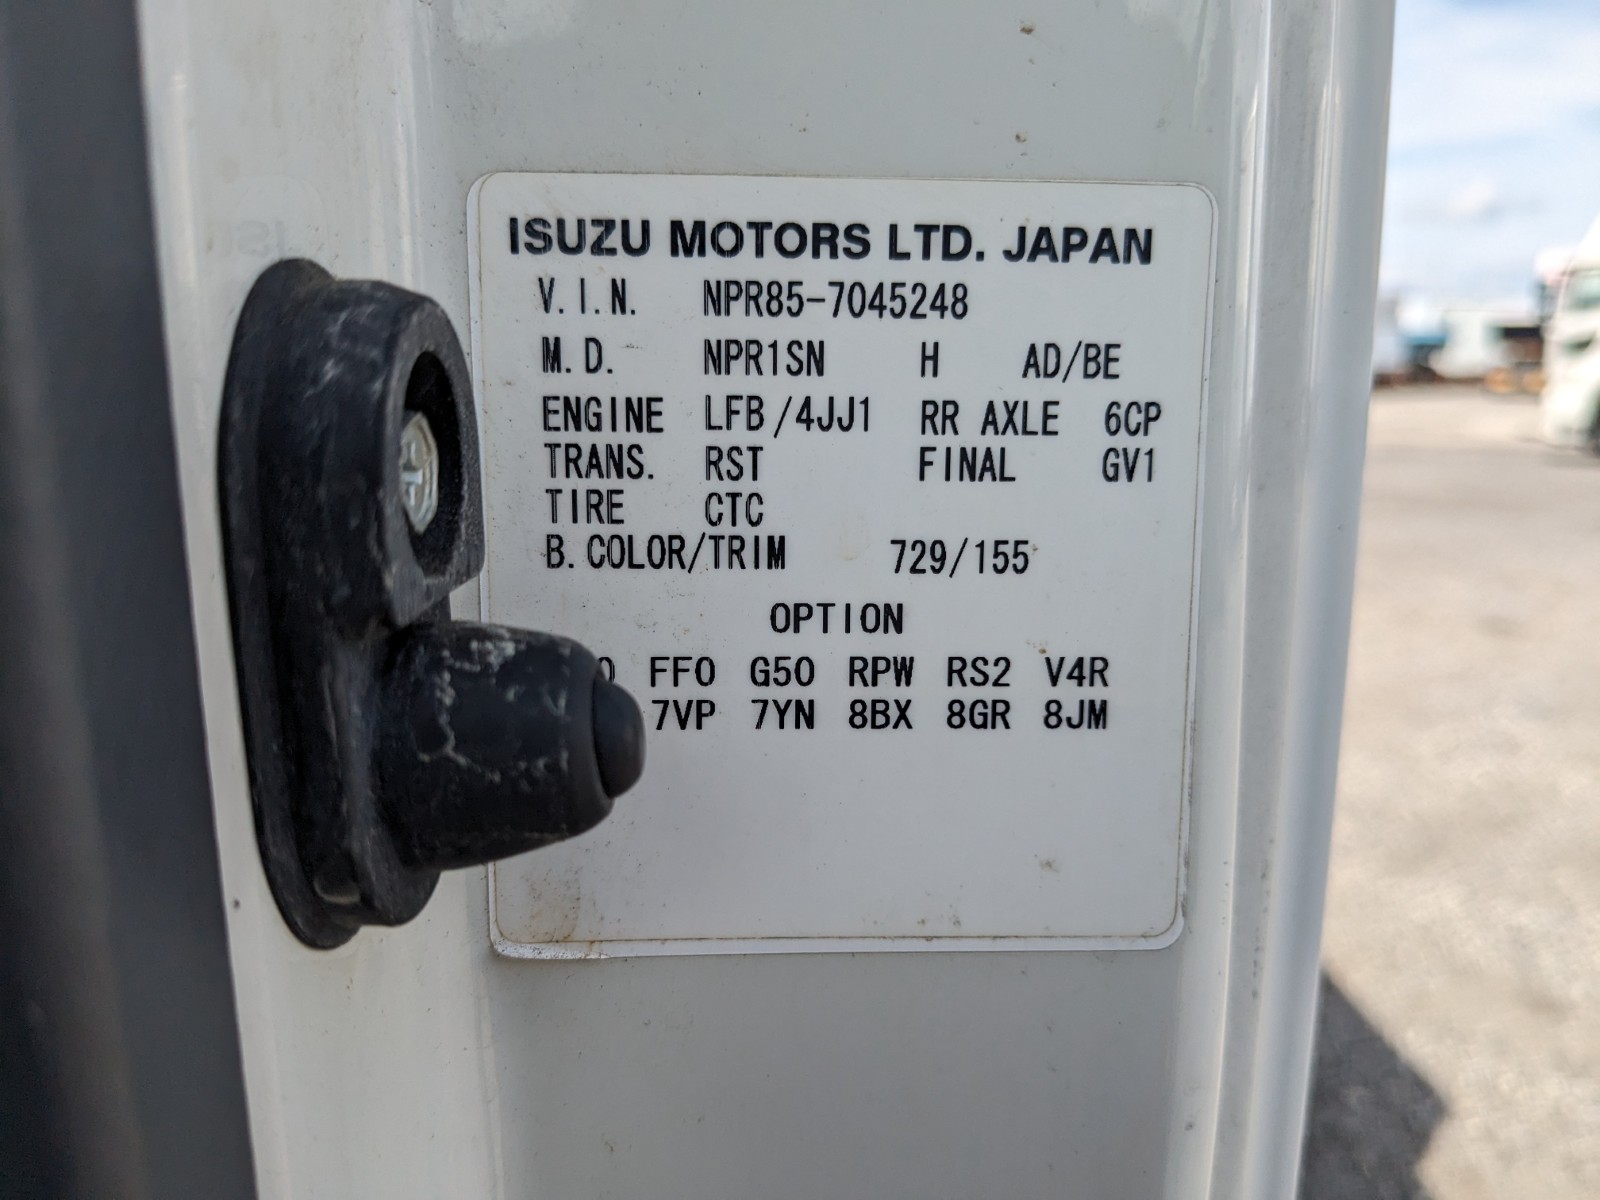 ISUZU MOTORS LTD. JAPAN
V.I.N. NPR85-7045248
M.D. NPR1SN H AD/BE
ENGINE LFB/4JJ1 RR AXLE 6CP
TRANS. RST FINAL GV1
TIRE CTC
B.COLOR/TRIM 729/155
OPTION
FF0 G50 RPW RS2 V4R
7VP 7YN 8BX 8GR 8JM